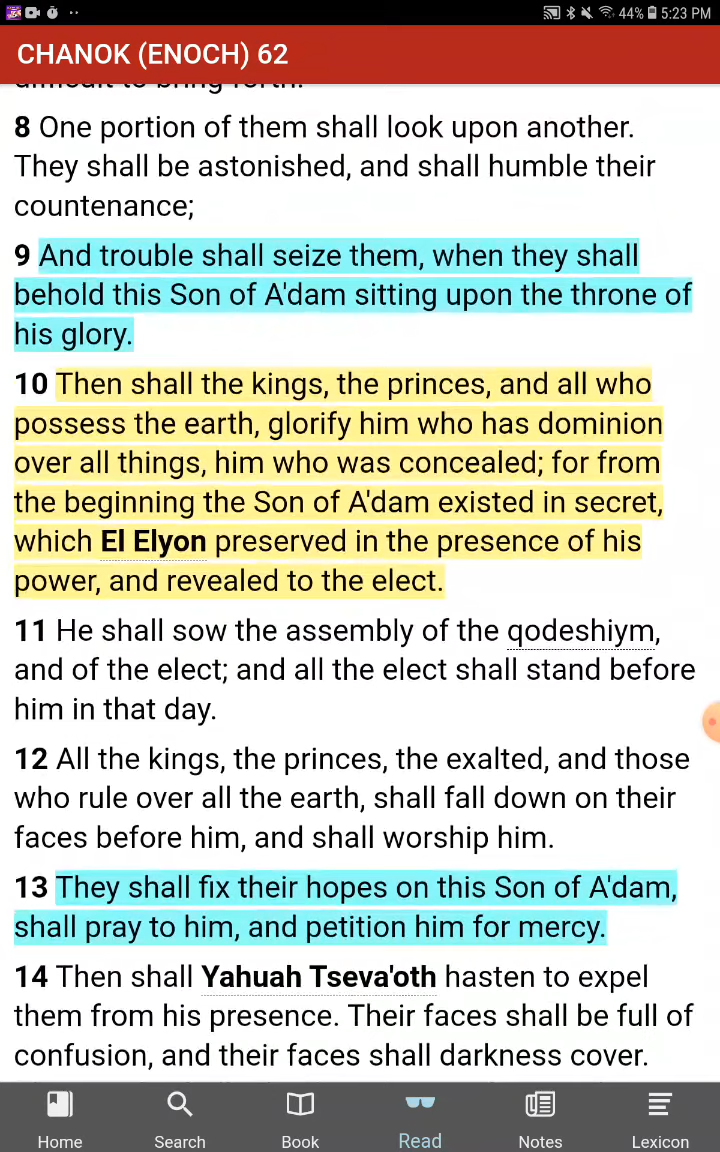 44% 5:23 PM
CHANOK (ENOCH) 62
difficult to bring forth.
8 One portion of them shall look upon another.
They shall be astonished, and shall humble their
countenance;
9 And trouble shall seize them, when they shall
behold this Son of A'dam sitting upon the throne of
his glory.
10 Then shall the kings, the princes, and all who
possess the earth, glorify him who has dominion
over all things, him who was concealed; for from
the beginning the Son of A'dam existed in secret,
which El Elyon preserved in the presence of his
power, and revealed to the elect.
11 He shall sow the assembly of the qodeshiym,
and of the elect; and all the elect shall stand before
him in that day.
12 All the kings, the princes, the exalted, and those
who rule over all the earth, shall fall down on their
faces before him, and shall worship him.
13 They shall fix their hopes on this Son of A'dam,
shall pray to him, and petition him for mercy.
14 Then shall Yahuah Tseva'oth hasten to expel
them from his presence. Their faces shall be full of
confusion, and their faces shall darkness cover.
Home Search Book Read Notes Lexicon